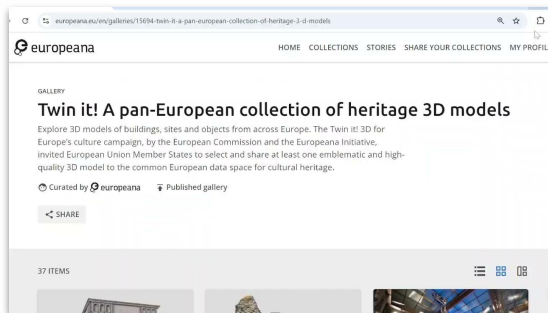 europeana.eu/en/galleries/15694-twin-it-a-pan-european-collection-of-heritage-3-d-models
europeana
HOME COLLECTIONS STORIES SHARE YOUR COLLECTIONS MY PROFIL
GALLERY
Twin it! A pan-European collection of heritage 3D models
Explore 3D models of buildings, sites and objects from across Europe. The Twin it! 3D for
Europe's culture campaign, by the European Commission and the Europeana Initiative,
invited European Union Member States to select and share at least one emblematic and high-
quality 3D model to the common European data space for cultural heritage.
Curated by europeana Published gallery
SHARE
37 ITEMS